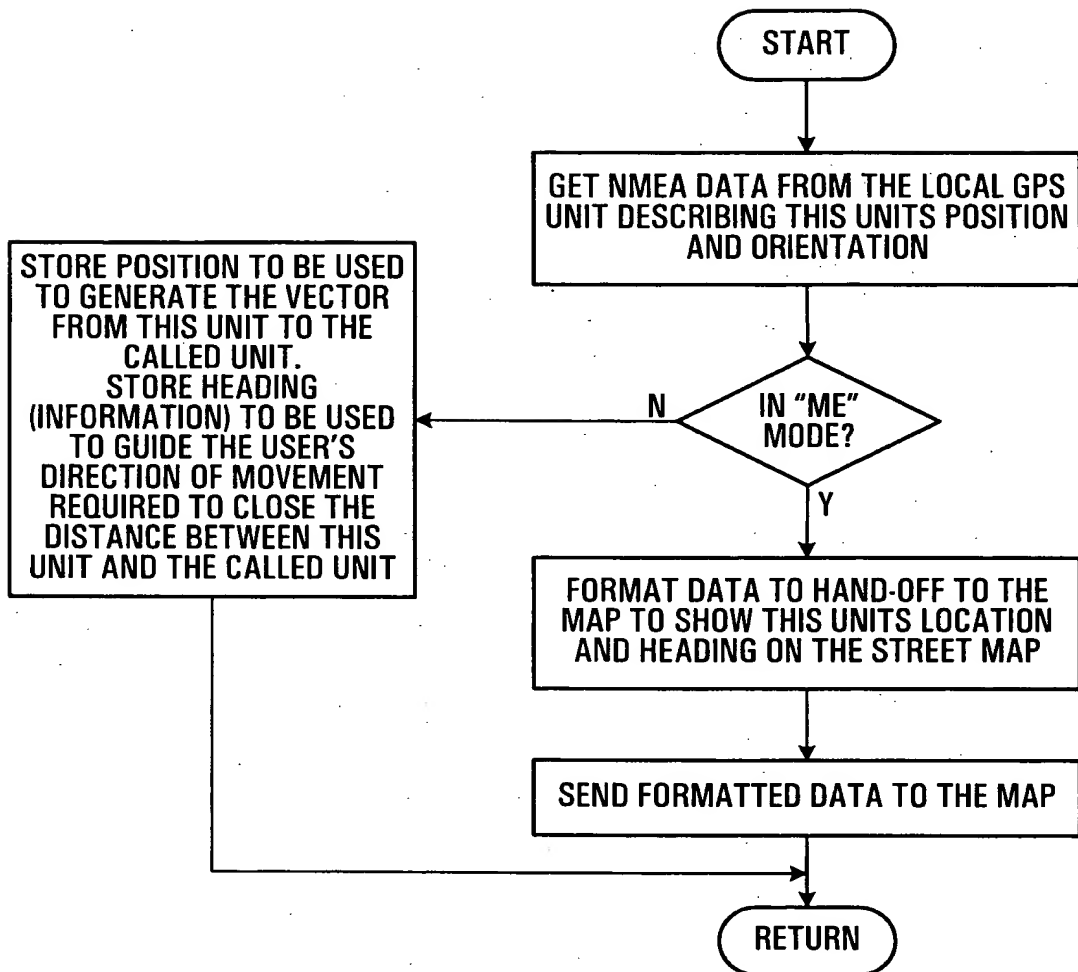 START
GET NMEA DATA FROM THE LOCAL GPS
UNIT DESCRIBING THIS UNITS POSITION
AND ORIENTATION
IN "ME"
MODE?
N
Y
STORE POSITION TO BE USED
TO GENERATE THE VECTOR
FROM THIS UNIT TO THE
CALLED UNIT.
STORE HEADING
(INFORMATION) TO BE USED
TO GUIDE THE USER'S
DIRECTION OF MOVEMENT
REQUIRED TO CLOSE THE
DISTANCE BETWEEN THIS
UNIT AND THE CALLED UNIT
FORMAT DATA TO HAND-OFF TO THE
MAP TO SHOW THIS UNITS LOCATION
AND HEADING ON THE STREET MAP
SEND FORMATTED DATA TO THE MAP
RETURN